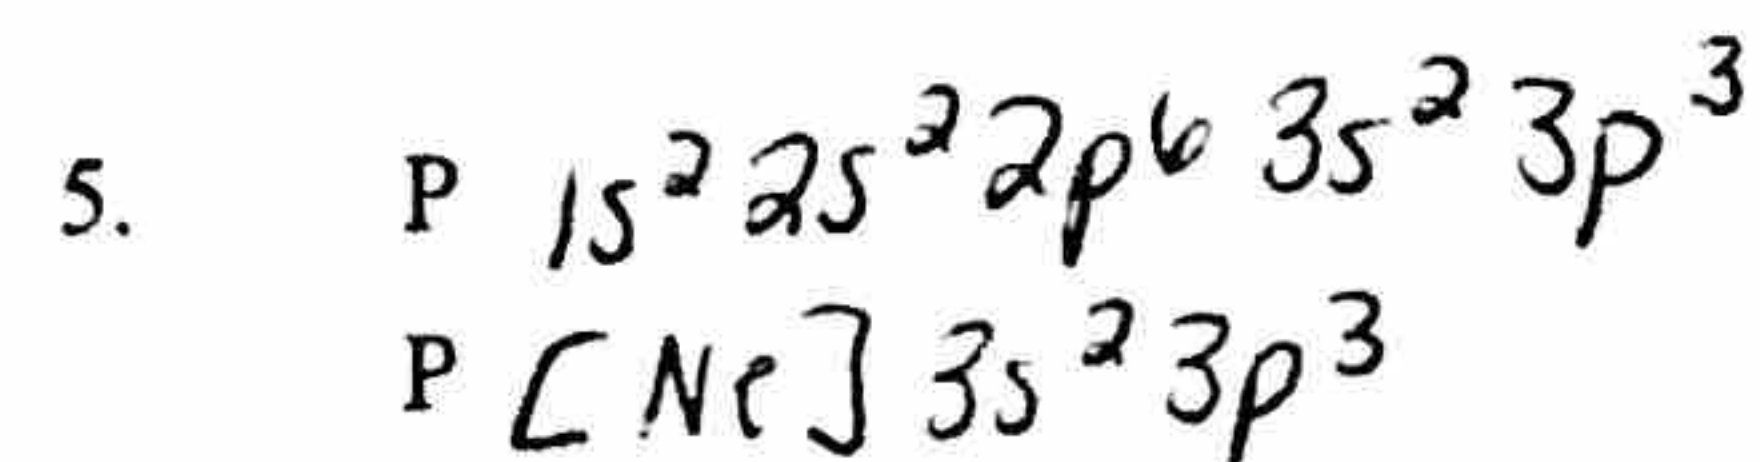 5. P 1s² 2s² 2p⁶ 3s² 3p³
P [Ne] 3s² 3p³